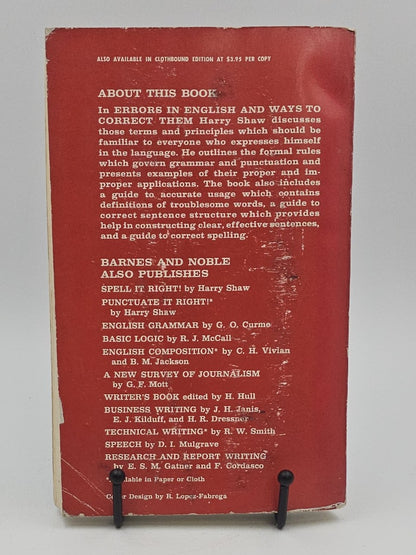 ALSO AVAILABLE IN CLOTHBOUND EDITION AT $3.95 PER COPY
ABOUT THIS BOOK
In ERRORS IN ENGLISH AND WAYS TO
CORRECT THEM Harry Shaw discusses
those terms and principles which should be
familiar to everyone who expresses himself
in the language. He outlines the formal rules
which govern grammar and punctuation and
presents examples of their proper and im-
proper applications. The book also includes
a guide to accurate usage which contains
definitions of troublesome words, a guide to
correct sentence structure which provides
help in constructing clear, effective sentences,
and a guide to correct spelling.
BARNES AND NOBLE
ALSO PUBLISHES
SPELL IT RIGHT! by Harry Shaw
PUNCTUATE IT RIGHT!*
by Harry Shaw
ENGLISH GRAMMAR by G. O. Curme
BASIC LOGIC by R. J. McCall
ENGLISH COMPOSITION* by C. H. Vivian
and B. M. Jackson
A NEW SURVEY OF JOURNALISM
by G. F. Mott
WRITER'S BOOK edited by H. Hull
BUSINESS WRITING by J. H. Janis,
E. J. Kilduff, and H. R. Dressner
TECHNICAL WRITING* by R. W. Smith
SPEECH by D. I. Mulgrave
RESEARCH AND REPORT WRITING
by E. S. M. Gatner and F. Cordasco
*Available in Paper or Cloth
Cover Design by R. Lopez-Fabrega